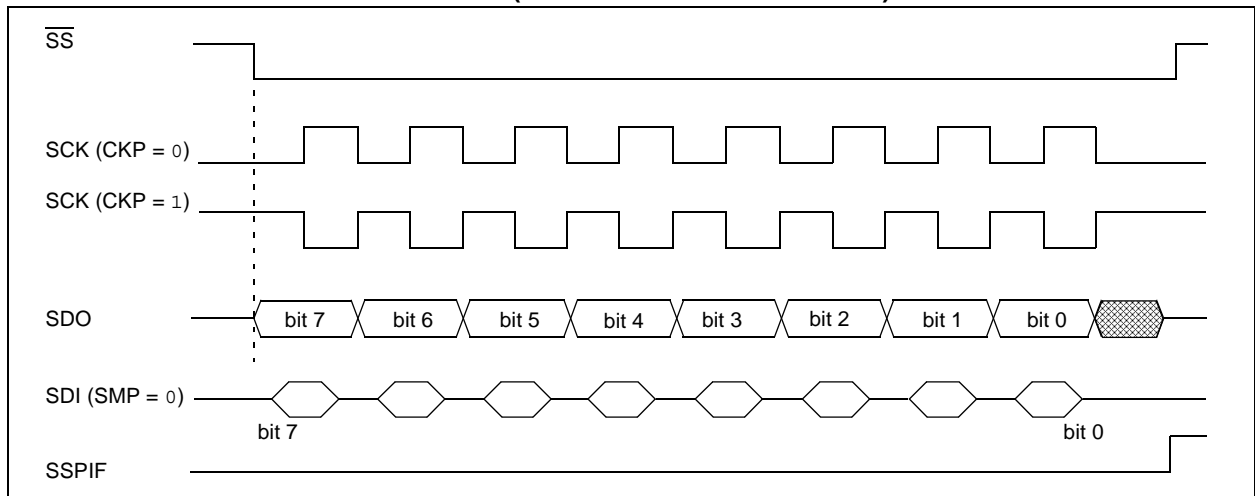 SS
SCK (CKP = 0)
SCK (CKP = 1)
SDO
bit 7 bit 6 bit 5 bit 4 bit 3 bit 2 bit 1 bit 0
SDI (SMP = 0)
bit 7 bit 0
SSPIF